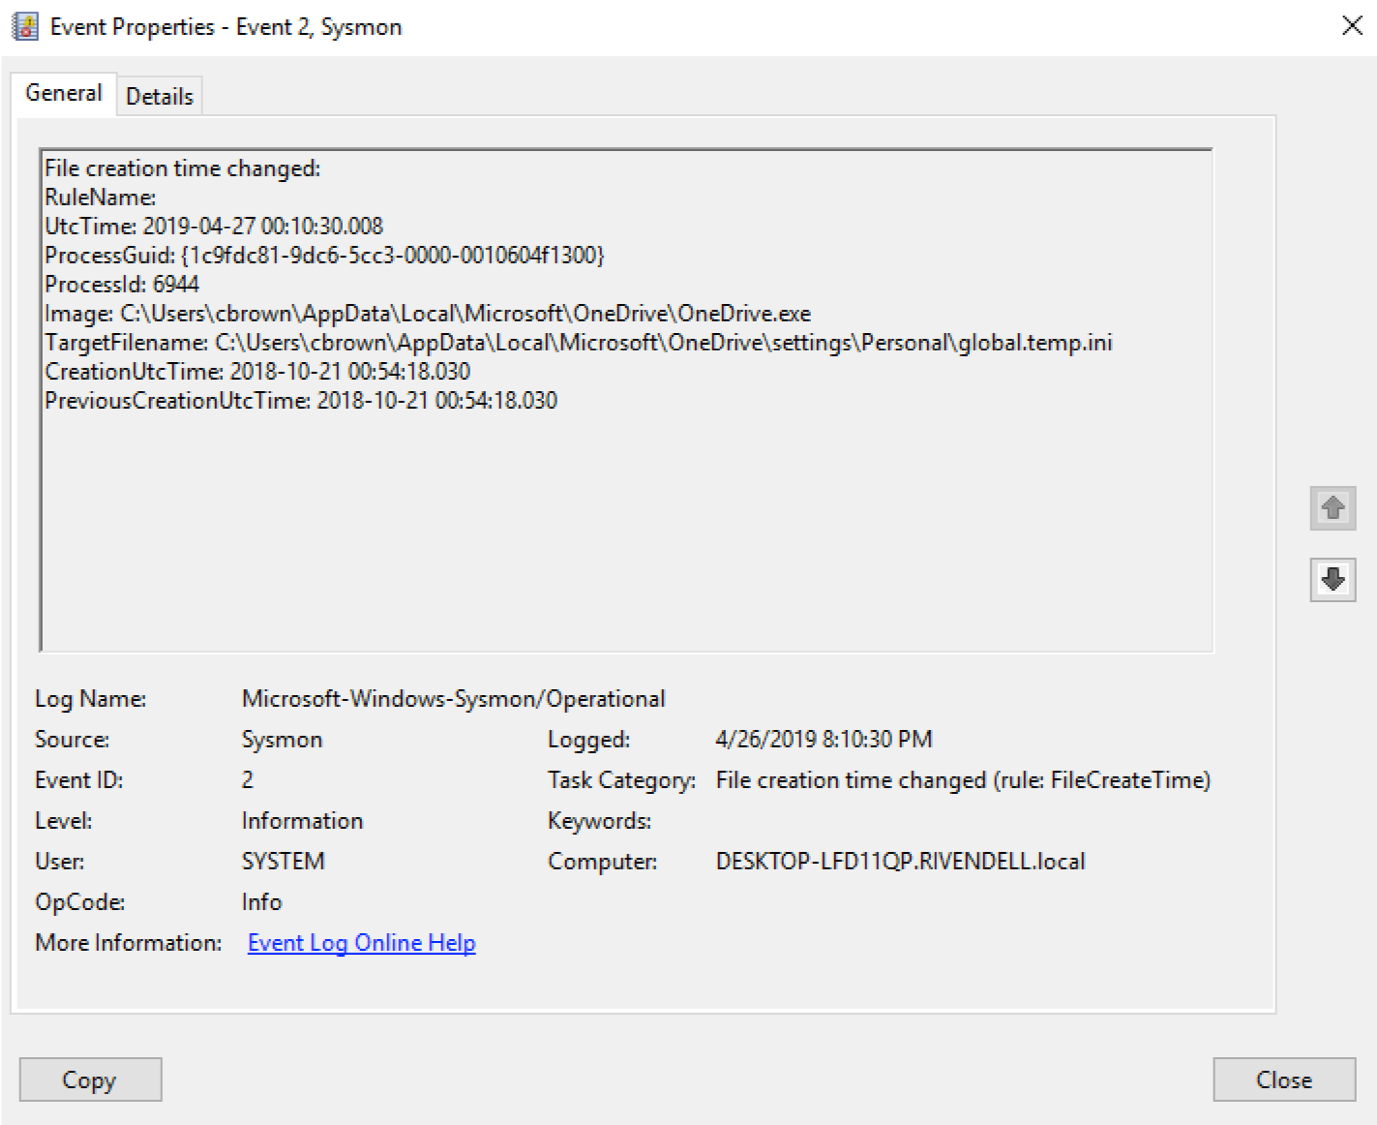 Event Properties - Event 2, Sysmon
General
Details
File creation time changed:
RuleName:
UtcTime: 2019-04-27 00:10:30.008
ProcessGuid: {1c9fdc81-9dc6-5cc3-0000-0010604f1300}
ProcessId: 6944
Image: C:\Users\cbrown\AppData\Local\Microsoft\OneDrive\OneDrive.exe
TargetFilename: C:\Users\cbrown\AppData\Local\Microsoft\OneDrive\settings\Personal\global.temp.ini
CreationUtcTime: 2018-10-21 00:54:18.030
PreviousCreationUtcTime: 2018-10-21 00:54:18.030
Log Name: Microsoft-Windows-Sysmon/Operational
Source: Sysmon Logged: 4/26/2019 8:10:30 PM
Event ID: 2 Task Category: File creation time changed (rule: FileCreateTime)
Level: Information Keywords:
User: SYSTEM Computer: DESKTOP-LFD11QP.RIVENDELL.local
OpCode: Info
More Information: Event Log Online Help
Copy
Close